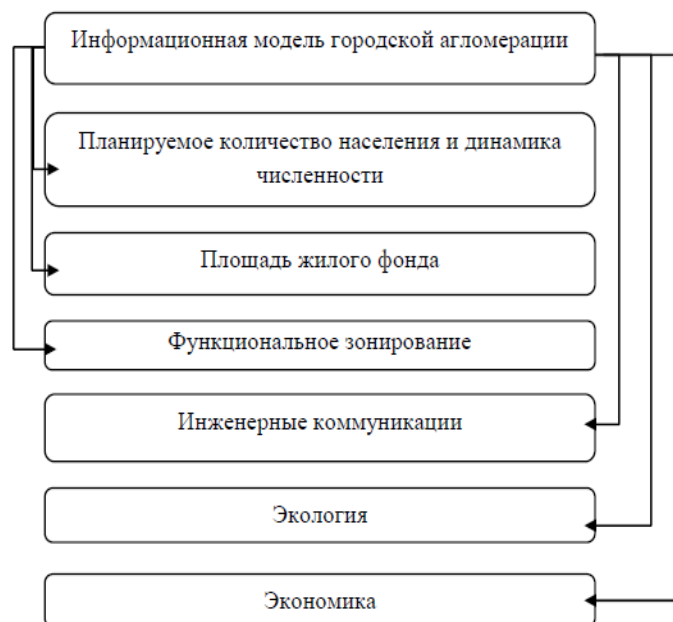 Информационная модель городской агломерации
Планируемое количество населения и динамика
численности
Площадь жилого фонда
Функциональное зонирование
Инженерные коммуникации
Экология
Экономика